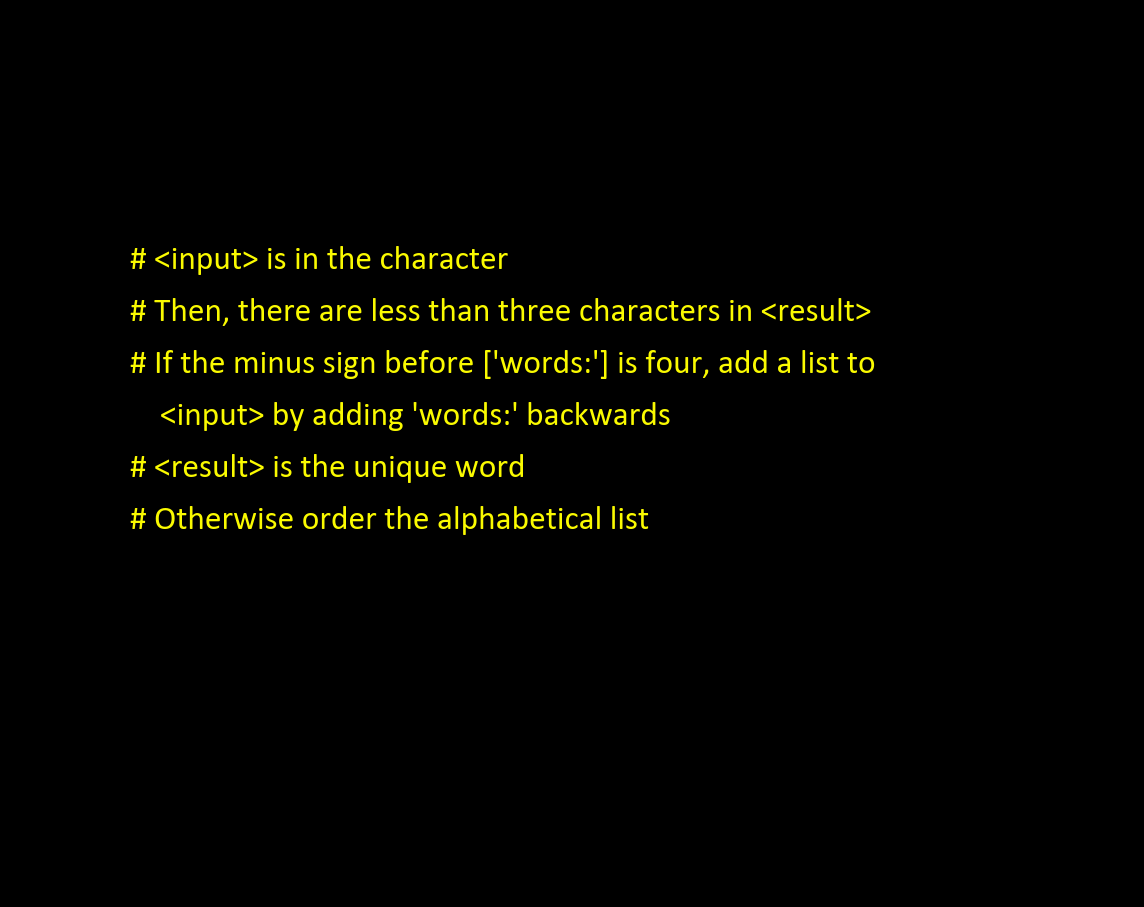 # <input> is in the character
# Then, there are less than three characters in <result>
# If the minus sign before ['words:'] is four, add a list to
<input> by adding 'words:' backwards
# <result> is the unique word
# Otherwise order the alphabetical list